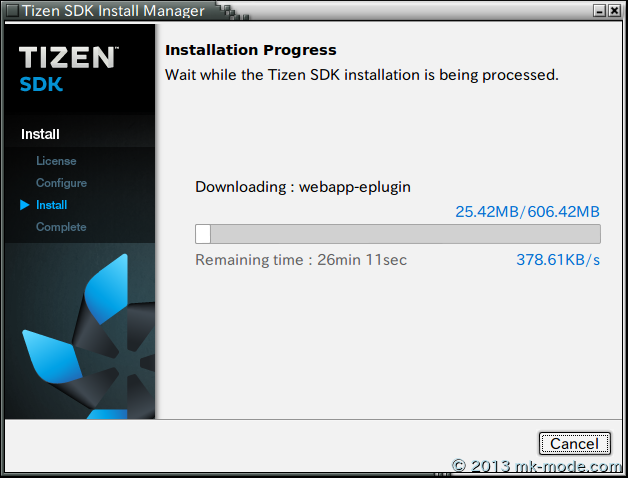 Tizen SDK Install Manager
TIZEN™
SDK
Install
License
Configure
Install
Complete
Installation Progress
Wait while the Tizen SDK installation is being processed.
Downloading : webapp-eplugin
25.42MB/606.42MB
Remaining time : 26min 11sec
378.61KB/s
Cancel
© 2013 mk-mode.com